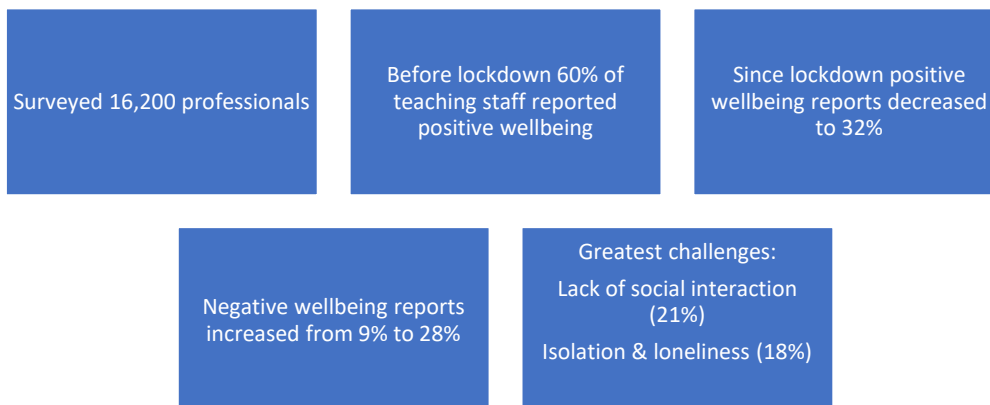 Surveyed 16,200 professionals
Before lockdown 60% of
teaching staff reported
positive wellbeing
Since lockdown positive
wellbeing reports decreased
to 32%
Negative wellbeing reports
increased from 9% to 28%
Greatest challenges:
Lack of social interaction
(21%)
Isolation & loneliness (18%)